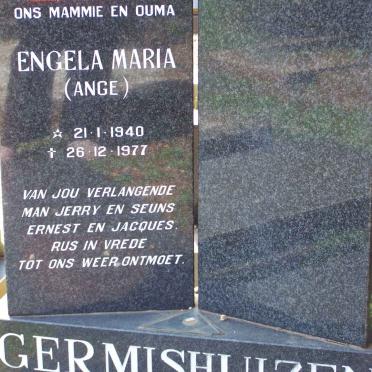 ONS MAMMIE EN OUMA
ENGELA MARIA
(ANGE)
☆ 21·1·1940
† 26·12·1977
VAN JOU VERLANGENDE
MAN JERRY EN SEUNS
ERNEST EN JACQUES.
RUS IN VREDE
TOT ONS WEER ONTMOET.
GERMISHUIZEN